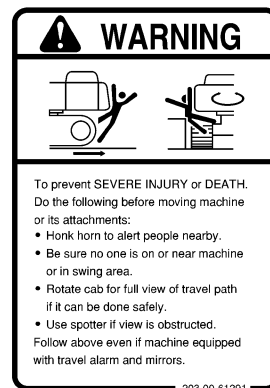 WARNING
To prevent SEVERE INJURY or DEATH.
Do the following before moving machine
or its attachments:
• Honk horn to alert people nearby.
• Be sure no one is on or near machine
or in swing area.
• Rotate cab for full view of travel path
if it can be done safely.
• Use spotter if view is obstructed.
Follow above even if machine equipped
with travel alarm and mirrors.
203-00-61291